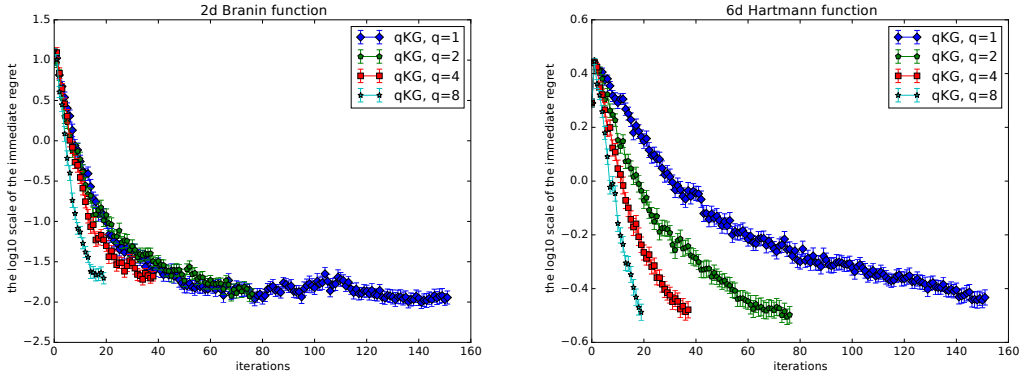 2d Branin function
1.5
1.0
0.5
0.0
−0.5
−1.0
−1.5
−2.0
−2.5
0 20 40 60 80 100 120 140 160
iterations
the log10 scale of the immediate regret
qKG, q=1
qKG, q=2
qKG, q=4
qKG, q=8
6d Hartmann function
0.6
0.4
0.2
0.0
−0.2
−0.4
−0.6
0 20 40 60 80 100 120 140 160
iterations
the log10 scale of the immediate regret
qKG, q=1
qKG, q=2
qKG, q=4
qKG, q=8